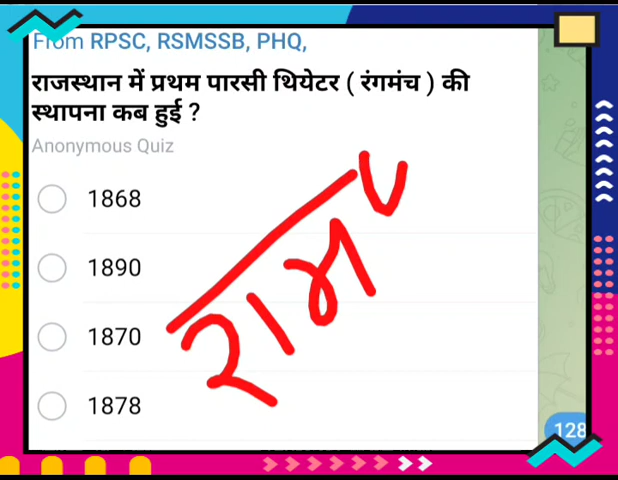 From RPSC, RSMSSB, PHQ,
राजस्थान में प्रथम पारसी थियेटर ( रंगमंच ) की
स्थापना कब हुई ?
Anonymous Quiz
1868
1890
1870
1878
128